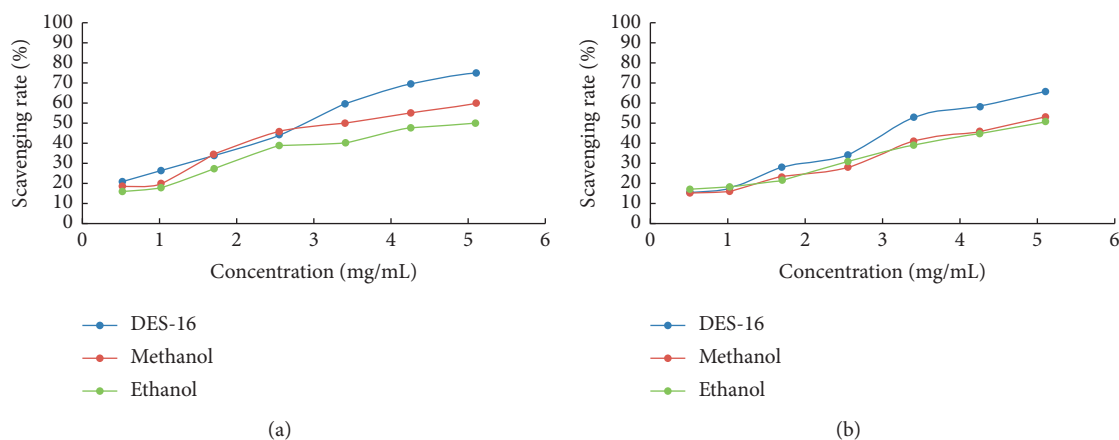 100
90
80
70
60
50
40
30
20
10
0
Scavenging rate (%)
0 1 2 3 4 5 6
Concentration (mg/mL)
DES-16
Methanol
Ethanol
(a)
100
90
80
70
60
50
40
30
20
10
0
Scavenging rate (%)
0 1 2 3 4 5 6
Concentration (mg/mL)
DES-16
Methanol
Ethanol
(b)